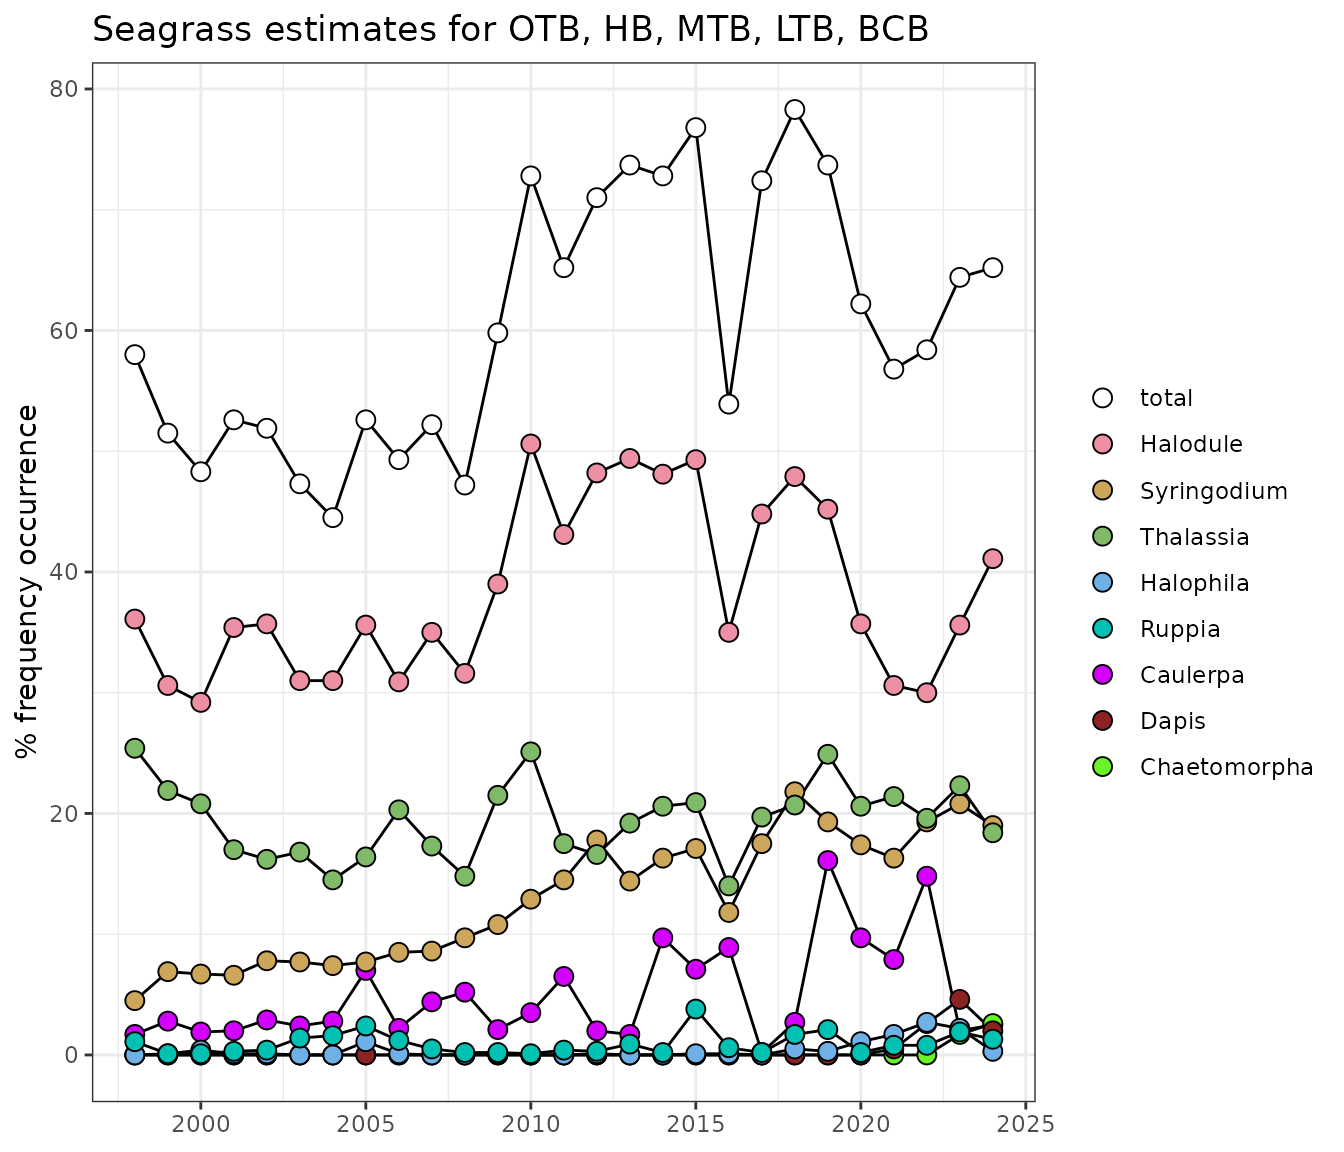 Seagrass estimates for OTB, HB, MTB, LTB, BCB
% frequency occurrence
80
60
40
20
0
2000
2005
2010
2015
2020
2025
total
Halodule
Syringodium
Thalassia
Halophila
Ruppia
Caulerpa
Dapis
Chaetomorpha